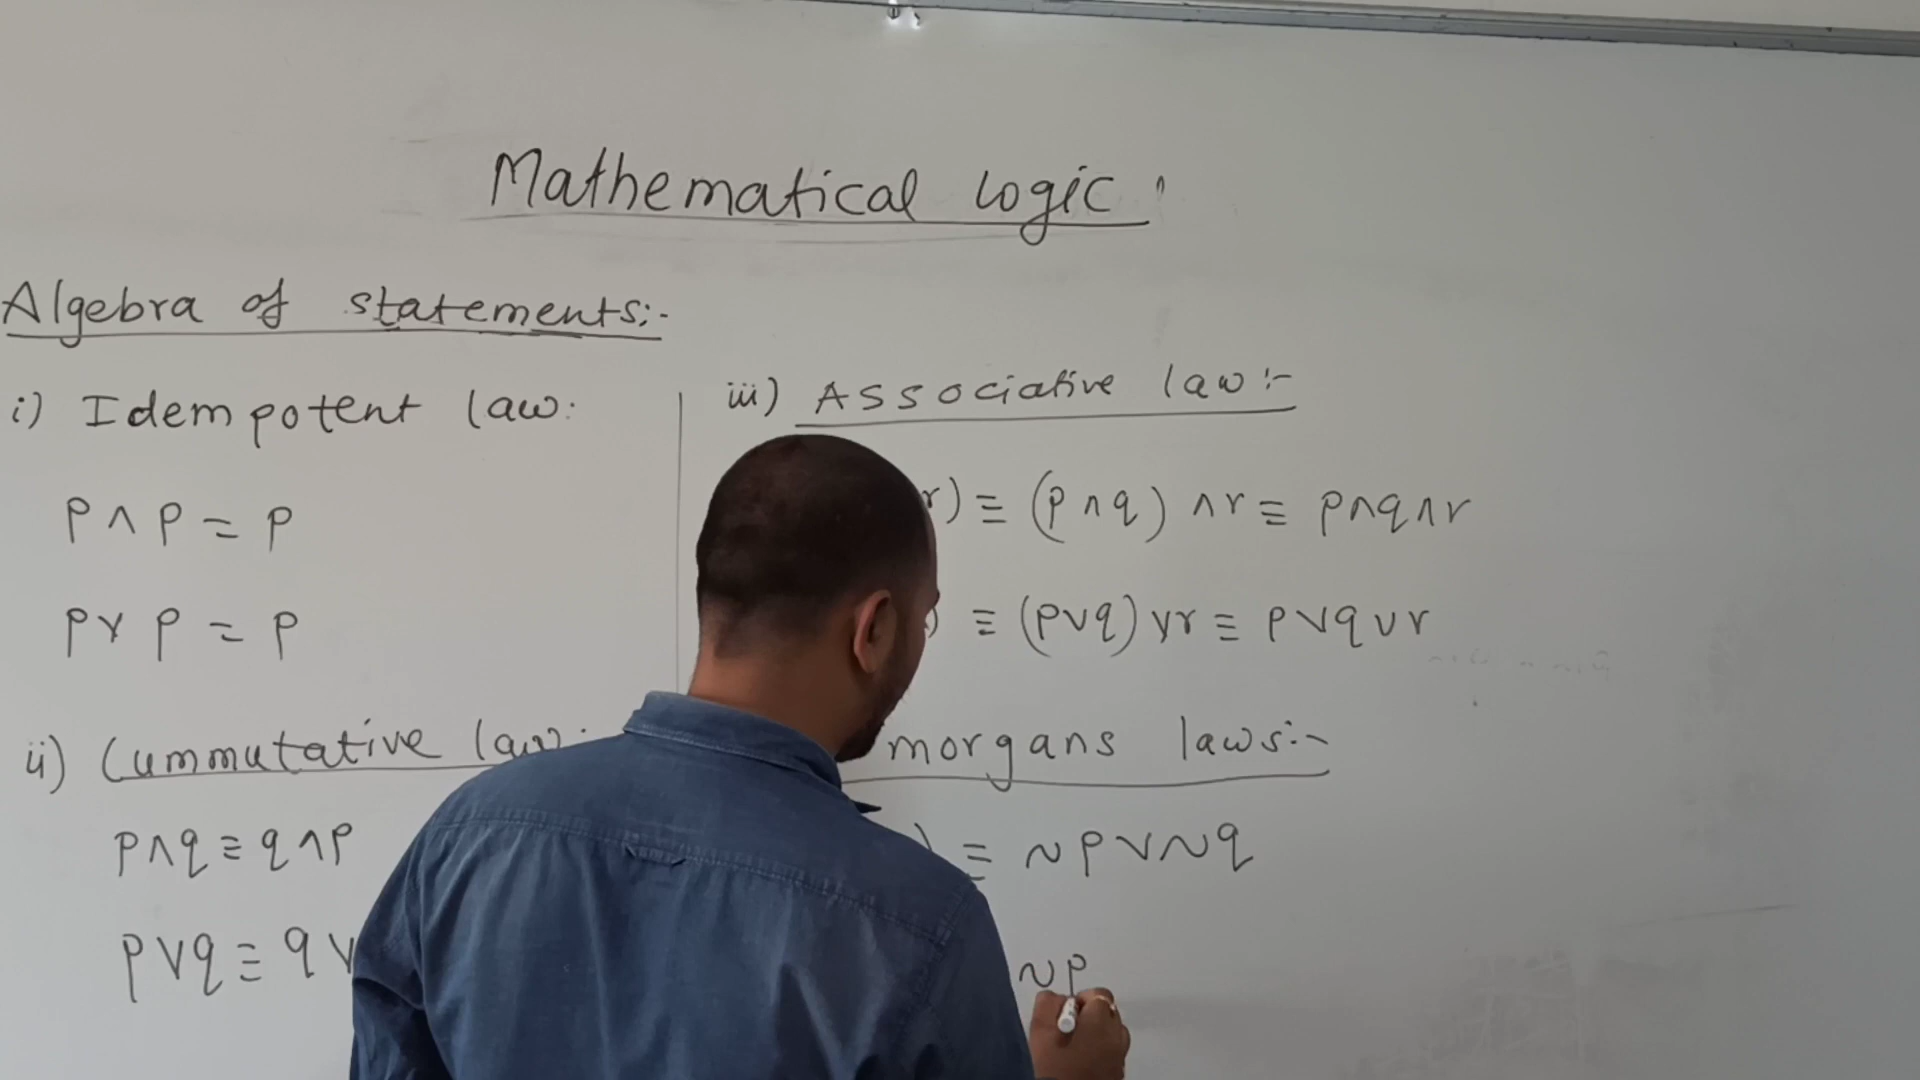 Mathematical logic:
Algebra of statements:-
i) Idempotent law:
p ∧ p = p
p ∨ p = p
ii) Cummutative law:
p∧q ≡ q∧p
p∨q ≡ q∨
iii) Associative law:-
r) ≡ (p∧q) ∧r ≡ p∧q∧r
) ≡ (p∨q) ∨r ≡ p∨q∨r
morgans laws:-
) ≡ ~p∨~q
~p